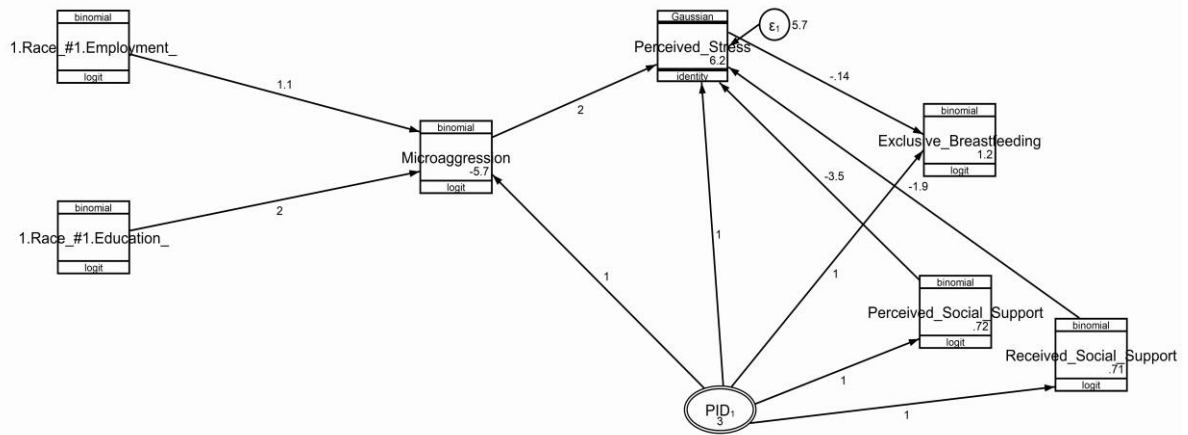 binomial
1.Race_#1.Employment_
logit
1.1
binomial
1.Race_#1.Education_
logit
2
binomial
Microaggression
-5.7
logit
2
Gaussian
Perceived_Stress
6.2
identity
ε1
5.7
-.14
binomial
Exclusive_Breastfeeding
1.2
logit
-3.5
-1.9
1
1
1
binomial
Perceived_Social_Support
.72
logit
binomial
Received_Social_Support
.71
logit
1
1
PID1
3